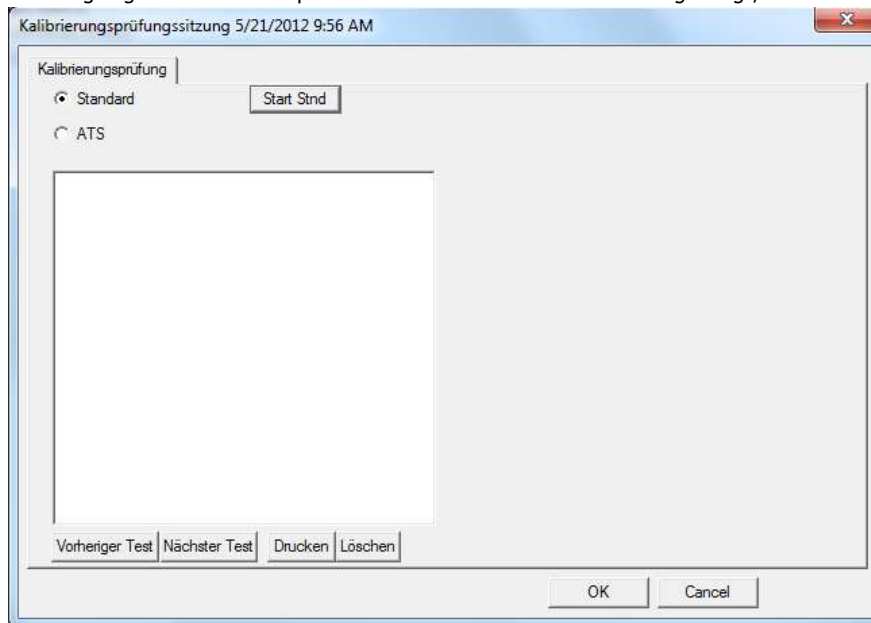 Kalibrierungsprüfungssitzung 5/21/2012 9:56 AM
Kalibrierungsprüfung
Standard Start Stnd
ATS
Vorheriger Test Nächster Test Drucken Löschen
OK Cancel